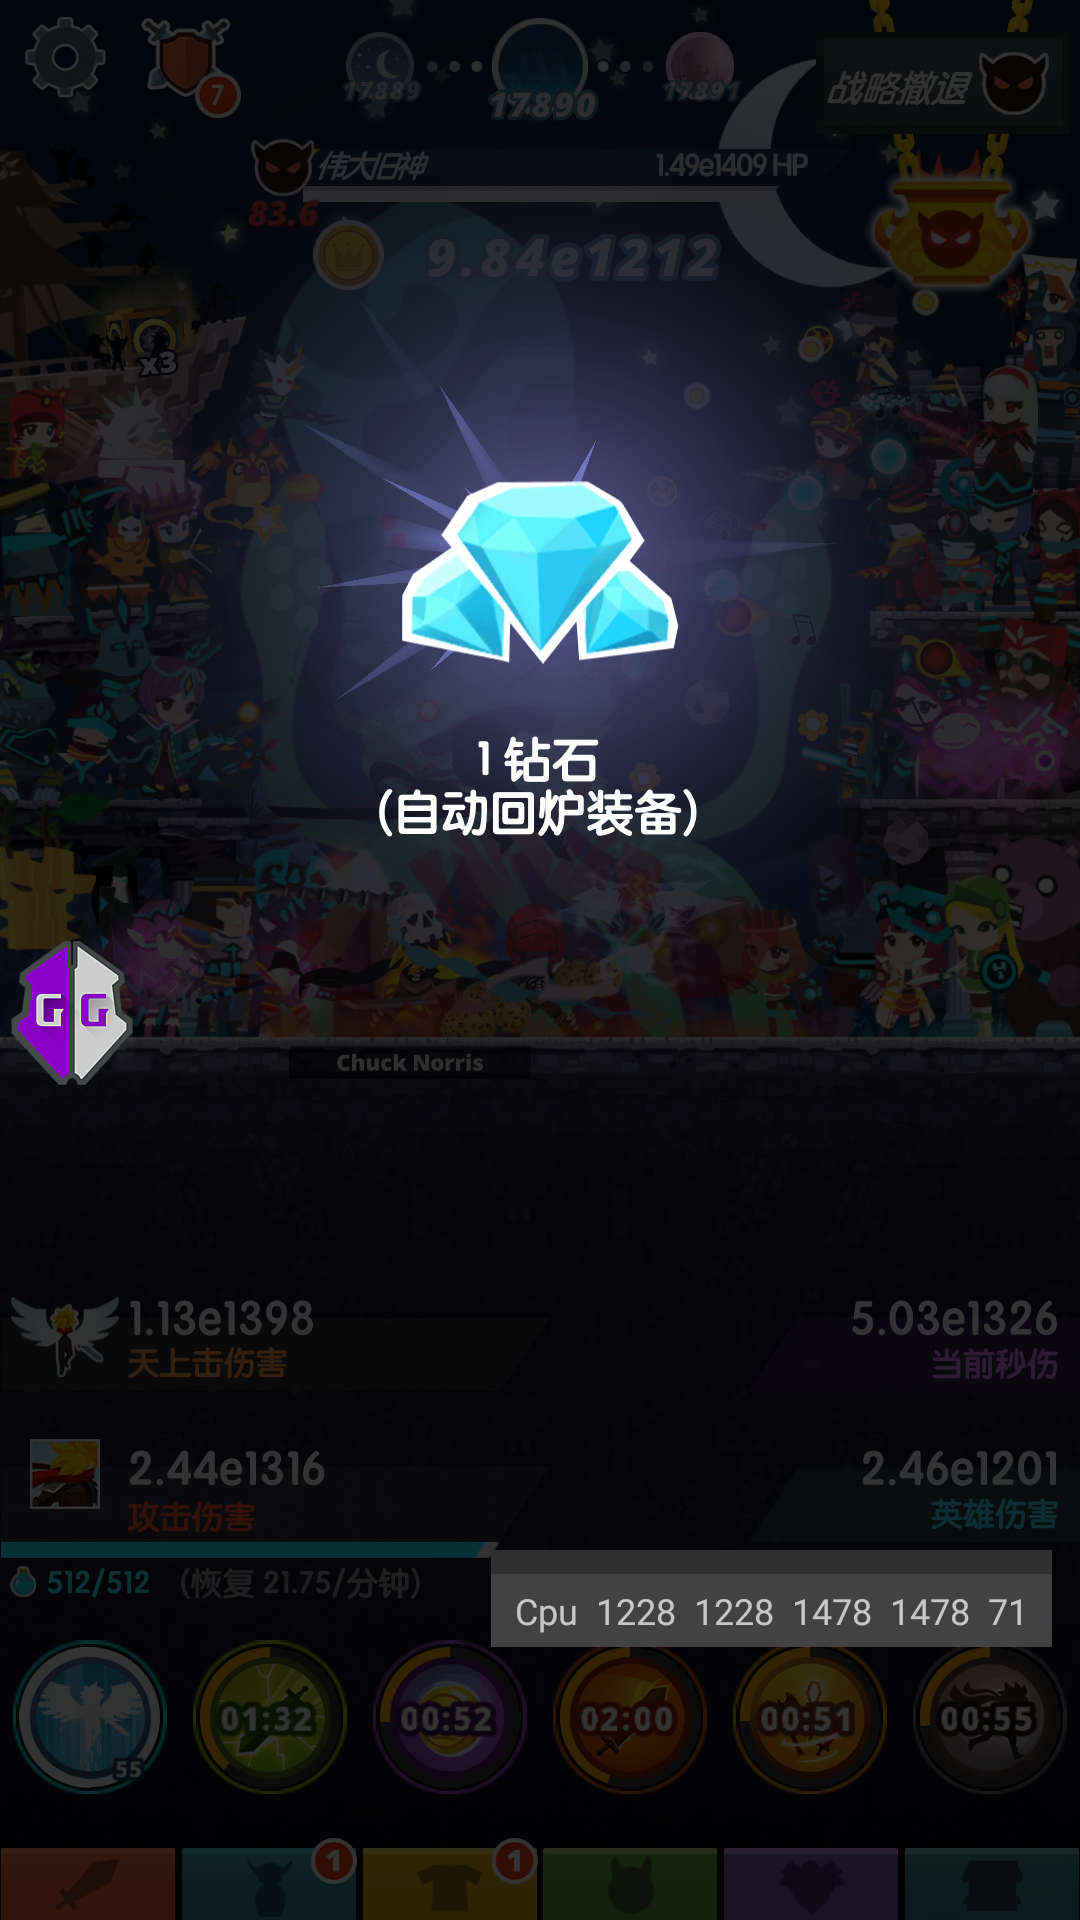 7
17889
17890
17891
战略撤退
伟大旧神
1.49e1409 HP
83.6
9.84e1212
x3
1 钻石
(自动回炉装备)
G G
Chuck Norris
1.13e1398
天上击伤害
5.03e1326
当前秒伤
2.44e1316
攻击伤害
2.46e1201
英雄伤害
512/512
(恢复 21.75/分钟)
Cpu 1228 1228 1478 1478 71
55
01:32
00:52
02:00
00:51
00:55
1
1